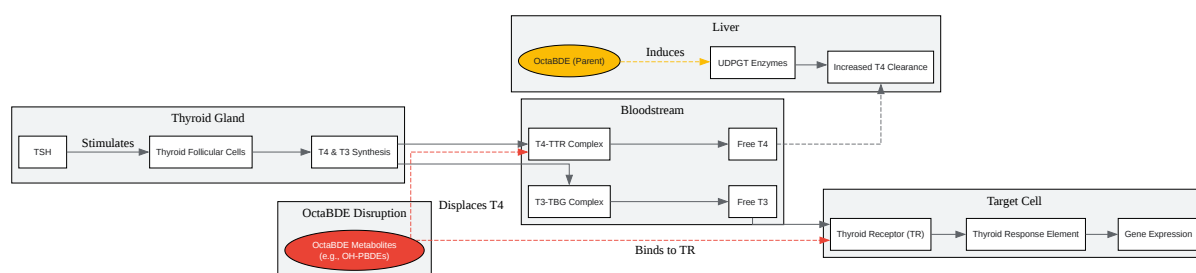 Liver
OctaBDE (Parent)
Induces
UDPGT Enzymes
Increased T4 Clearance
Thyroid Gland
TSH
Stimulates
Thyroid Follicular Cells
T4 & T3 Synthesis
Bloodstream
T4-TTR Complex
Free T4
T3-TBG Complex
Free T3
OctaBDE Disruption
Displaces T4
OctaBDE Metabolites
(e.g., OH-PBDEs)
Binds to TR
Target Cell
Thyroid Receptor (TR)
Thyroid Response Element
Gene Expression